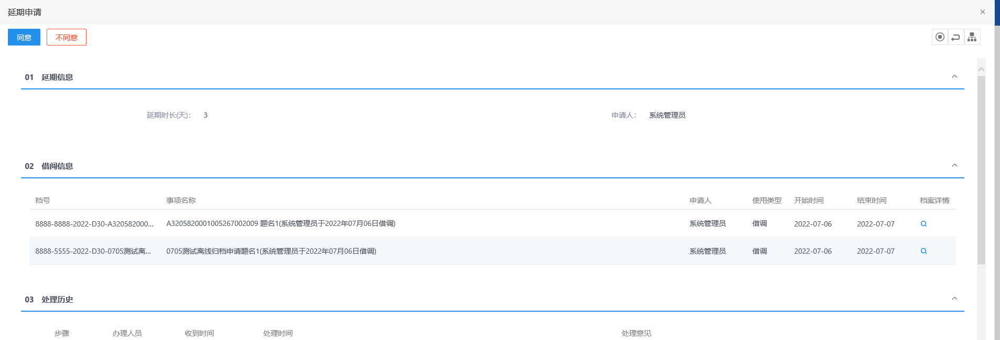 延期申请
同意 不同意
01 延期信息
延期时长(天): 3 申请人: 系统管理员
02 借阅信息
档号 事项名称 申请人 使用类型 开始时间 结束时间 档案详情
8888-8888-2022-D30-A320582000... A3205820001005267002009 题名1(系统管理员于2022年07月06日借调) 系统管理员 借调 2022-07-06 2022-07-07
8888-5555-2022-D30-0705测试离... 0705测试离线归档申请题名1(系统管理员于2022年07月06日借调) 系统管理员 借调 2022-07-06 2022-07-07
03 处理历史
步骤 办理人员 收到时间 处理时间 处理意见